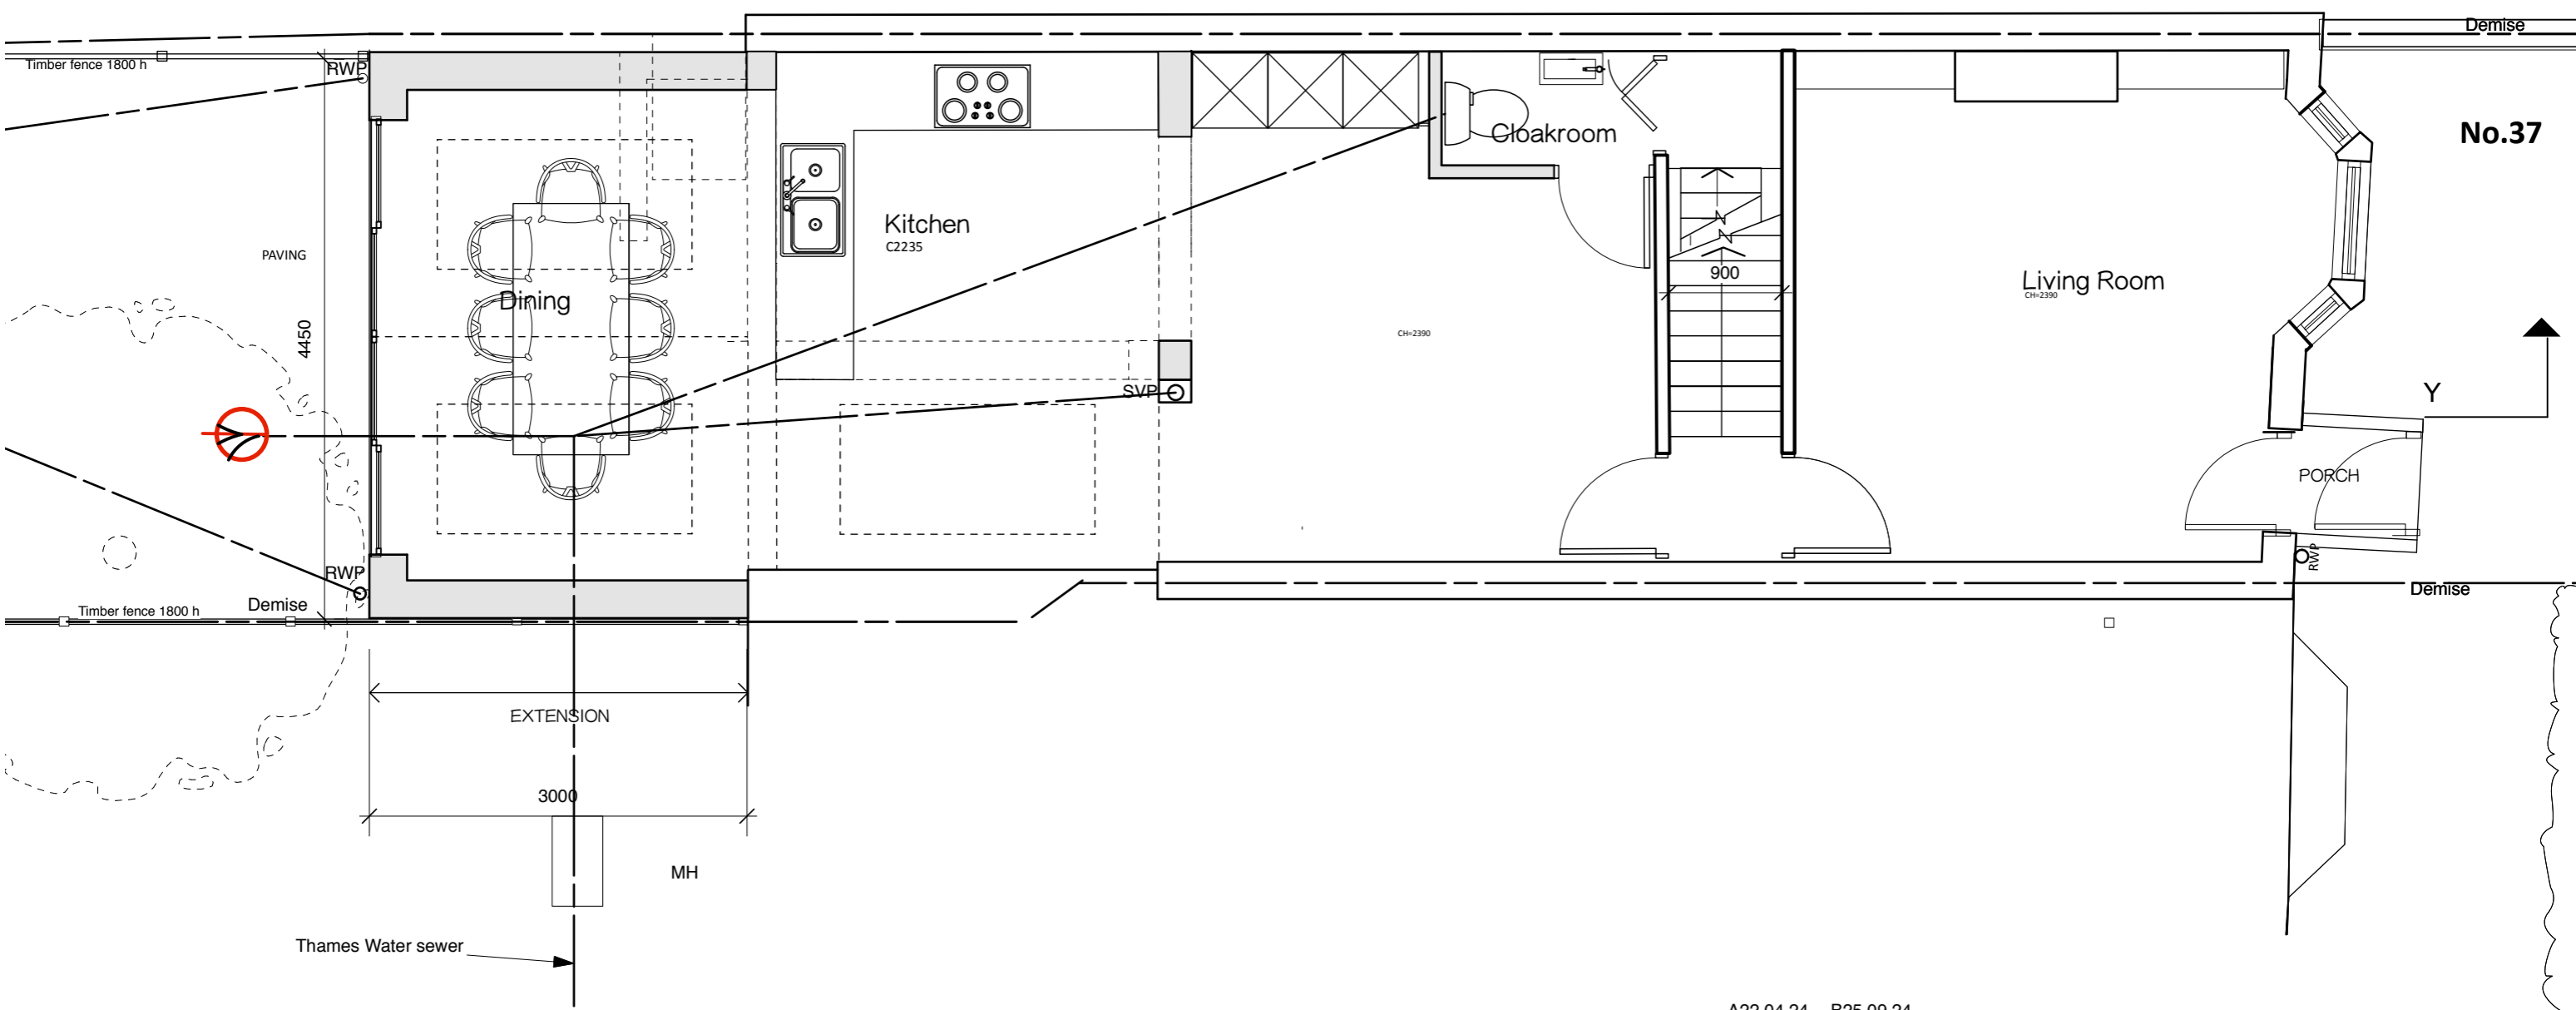 Demise
Timber fence 1800 h
RWP
No.37
Cloakroom
Kitchen
C2235
PAVING
900
Living Room
CH=2390
Dining
4450
CH=2390
SVP
Y
PORCH
RWP
RWP
Timber fence 1800 h
Demise
Demise
EXTENSION
3000
MH
Thames Water sewer